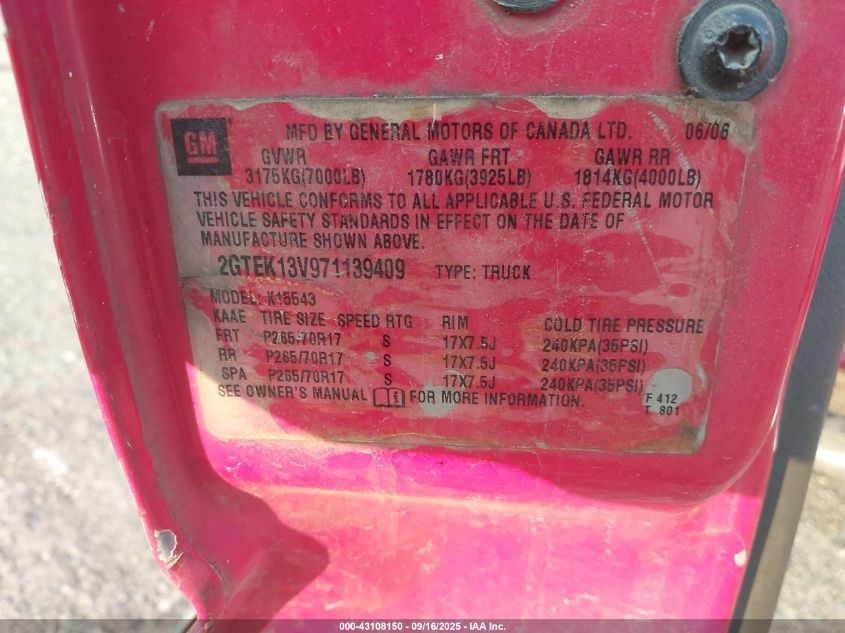 GM
MFD BY GENERAL MOTORS OF CANADA LTD. 06/06
GVWR GAWR FRT GAWR RR
3175KG(7000LB) 1780KG(3925LB) 1814KG(4000LB)
THIS VEHICLE CONFORMS TO ALL APPLICABLE U.S. FEDERAL MOTOR
VEHICLE SAFETY STANDARDS IN EFFECT ON THE DATE OF
MANUFACTURE SHOWN ABOVE.
2GTEK13V971139409 TYPE: TRUCK
MODEL: K15543
KAAE TIRE SIZE SPEED RTG RIM COLD TIRE PRESSURE
FRT P265/70R17 S 17X7.5J 240KPA(35PSI)
RR P265/70R17 S 17X7.5J 240KPA(35PSI)
SPA P265/70R17 S 17X7.5J 240KPA(35PSI)
SEE OWNER'S MANUAL FOR MORE INFORMATION.
F 412
T 801
000-43108150 - 09/16/2025 - IAA Inc.